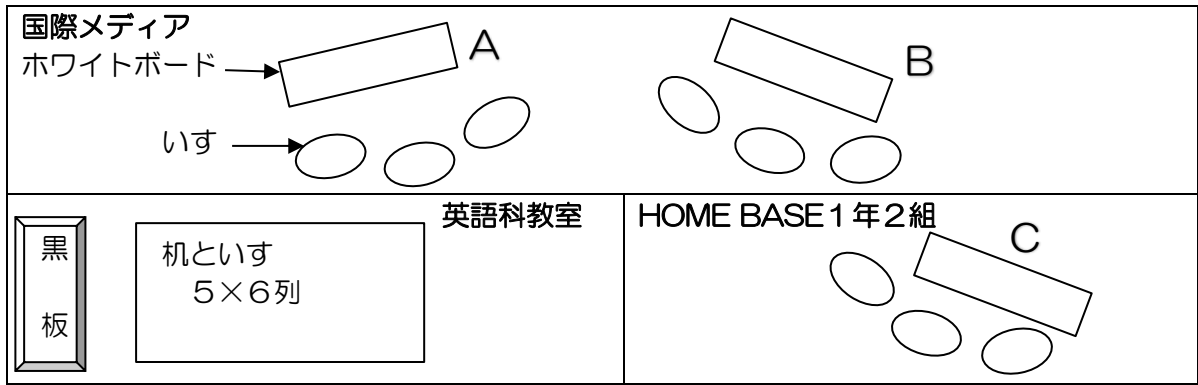 国際メディア
ホワイトボード
A
B
いす
黒
板
机といす
５×６列
英語科教室
HOME BASE１年２組
C